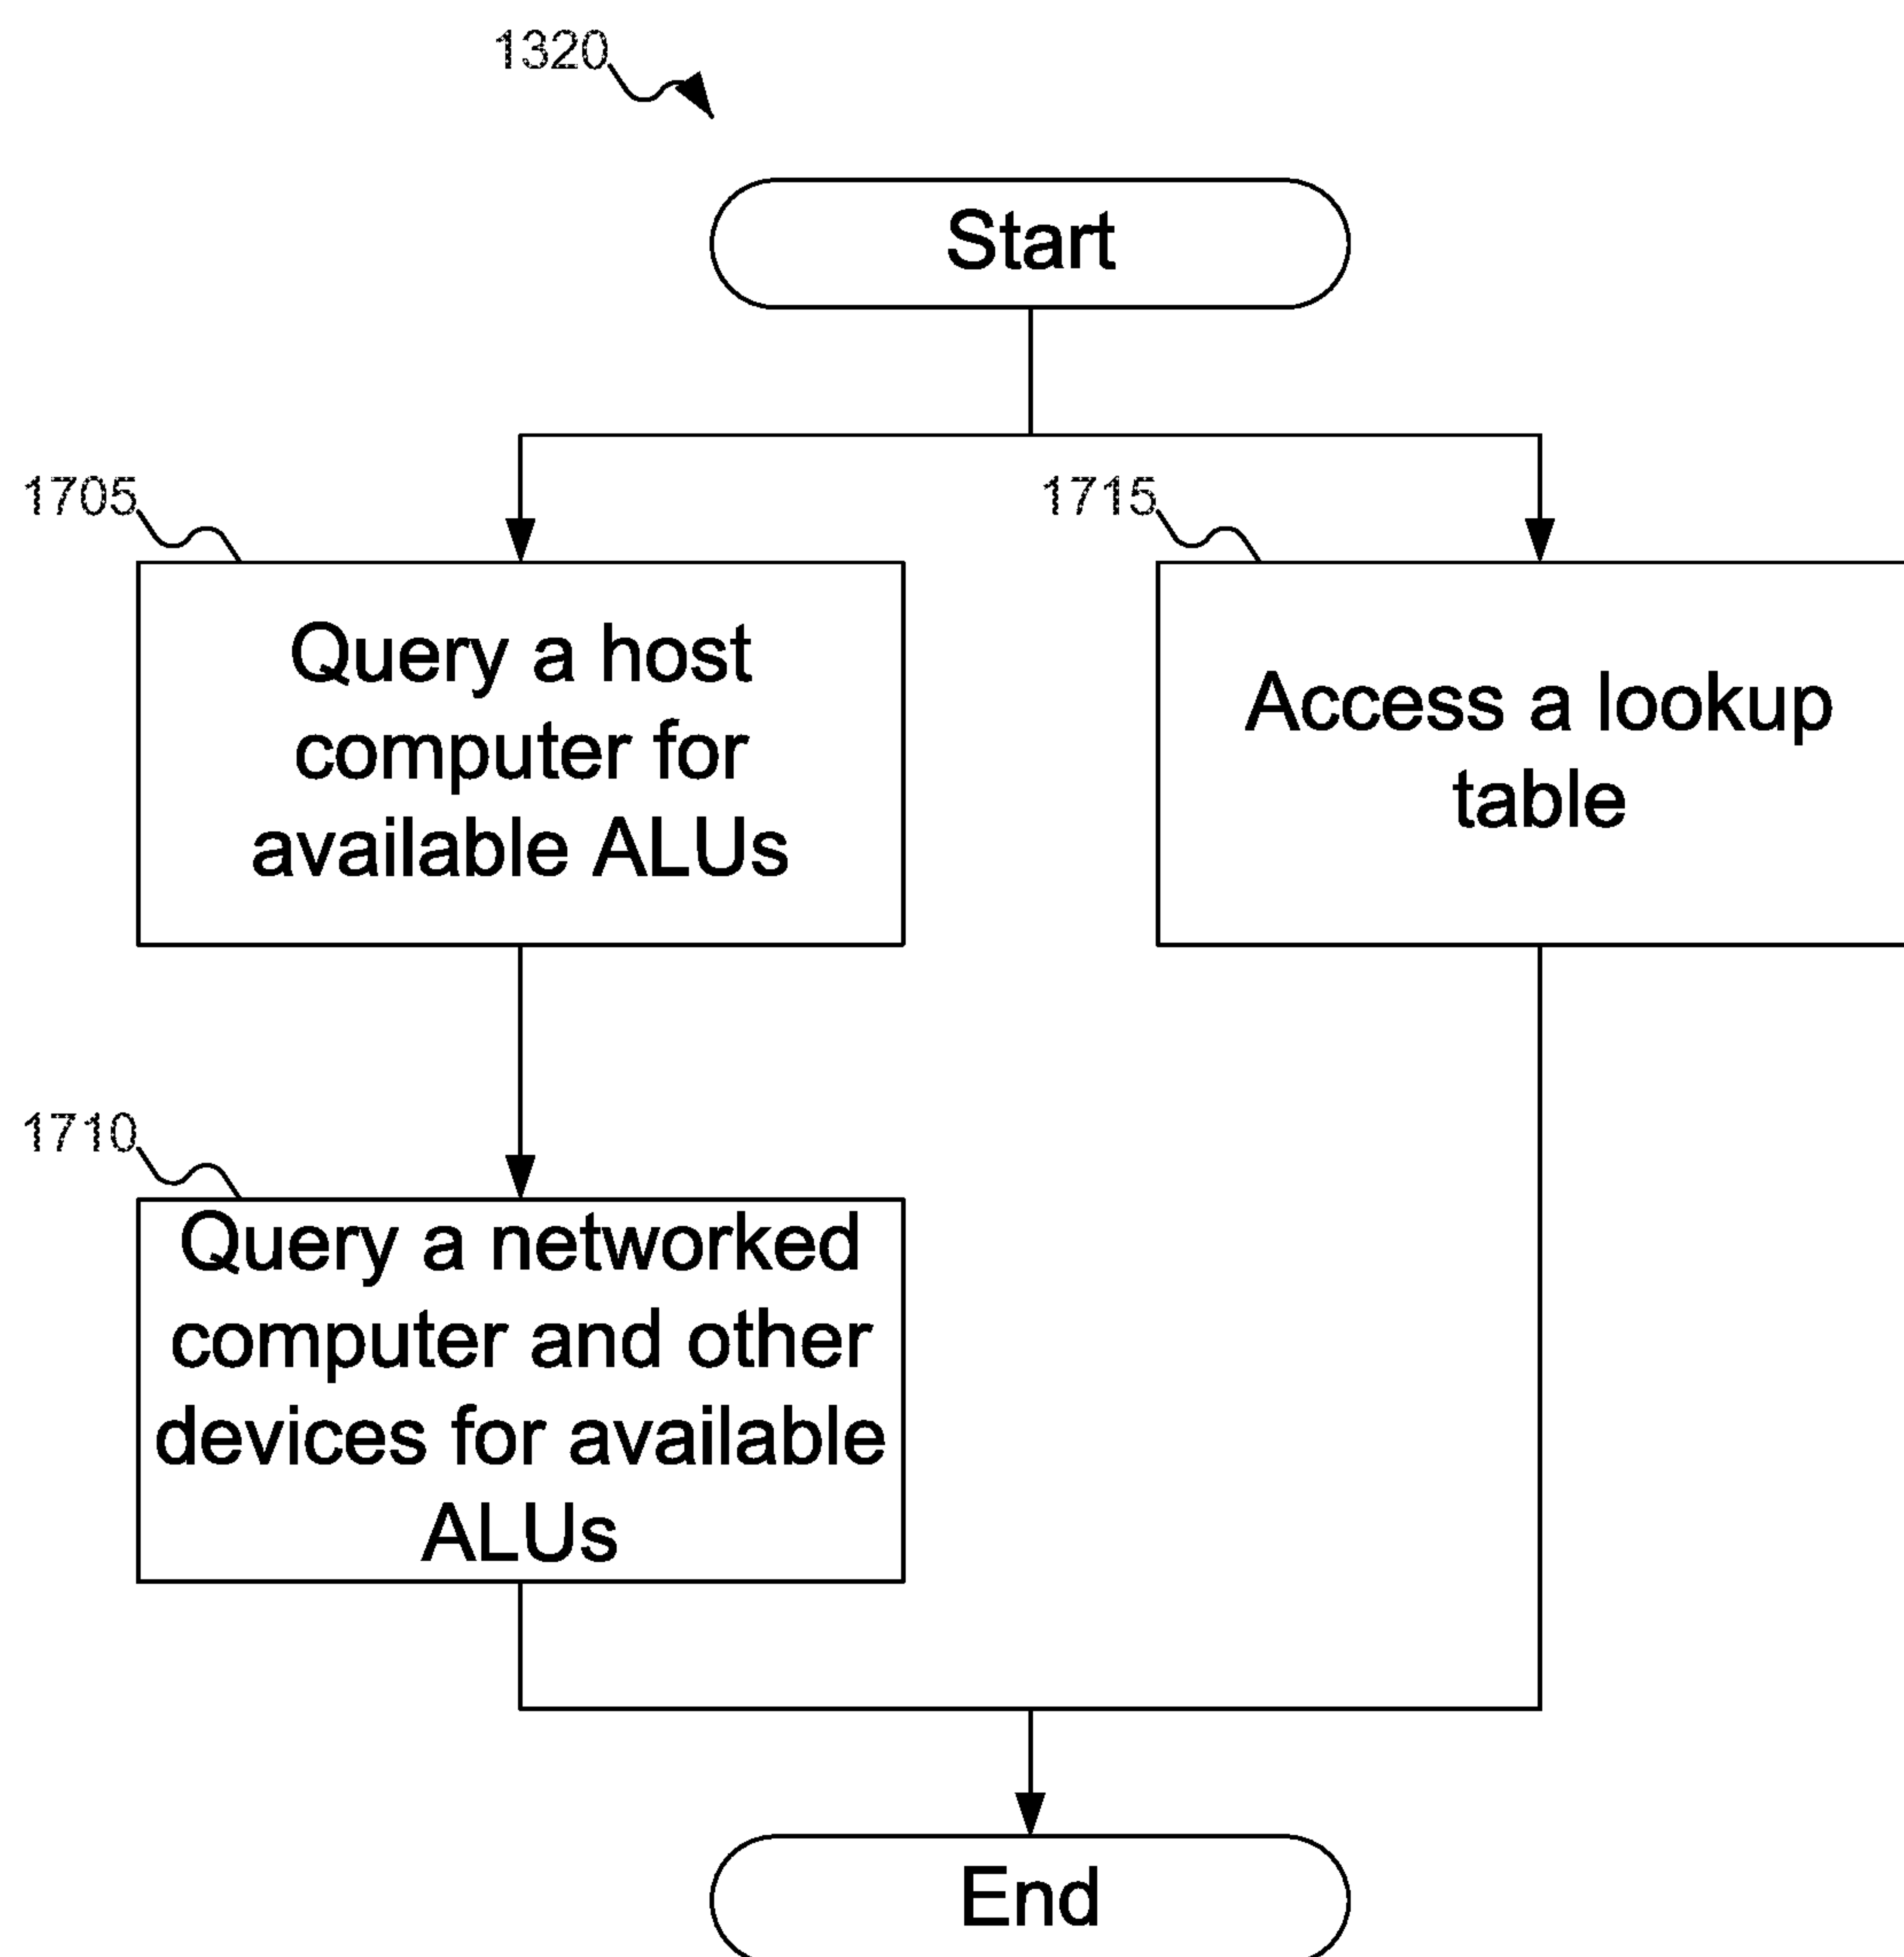 1320
Start
1705
1715
Query a host
computer for
available ALUs
Access a lookup
table
1710
Query a networked
computer and other
devices for available
ALUs
End